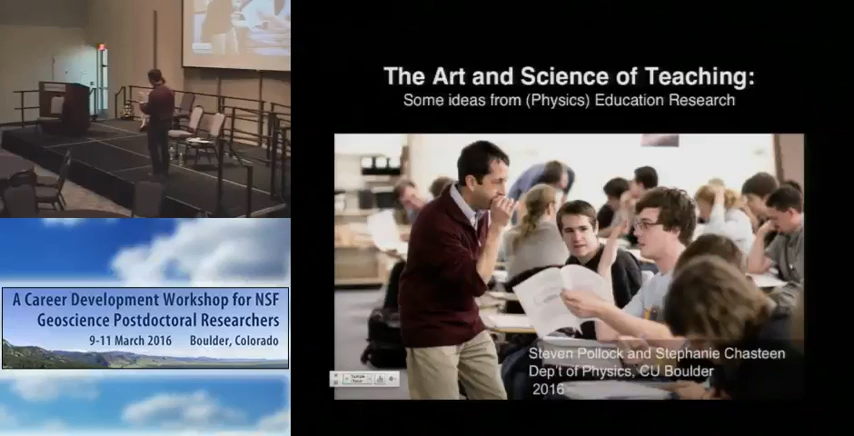 The Art and Science of Teaching:
Some ideas from (Physics) Education Research
A Career Development Workshop for NSF
Geoscience Postdoctoral Researchers
9-11 March 2016 Boulder, Colorado
Steven Pollock and Stephanie Chasteen
Dep't of Physics, CU Boulder
2016